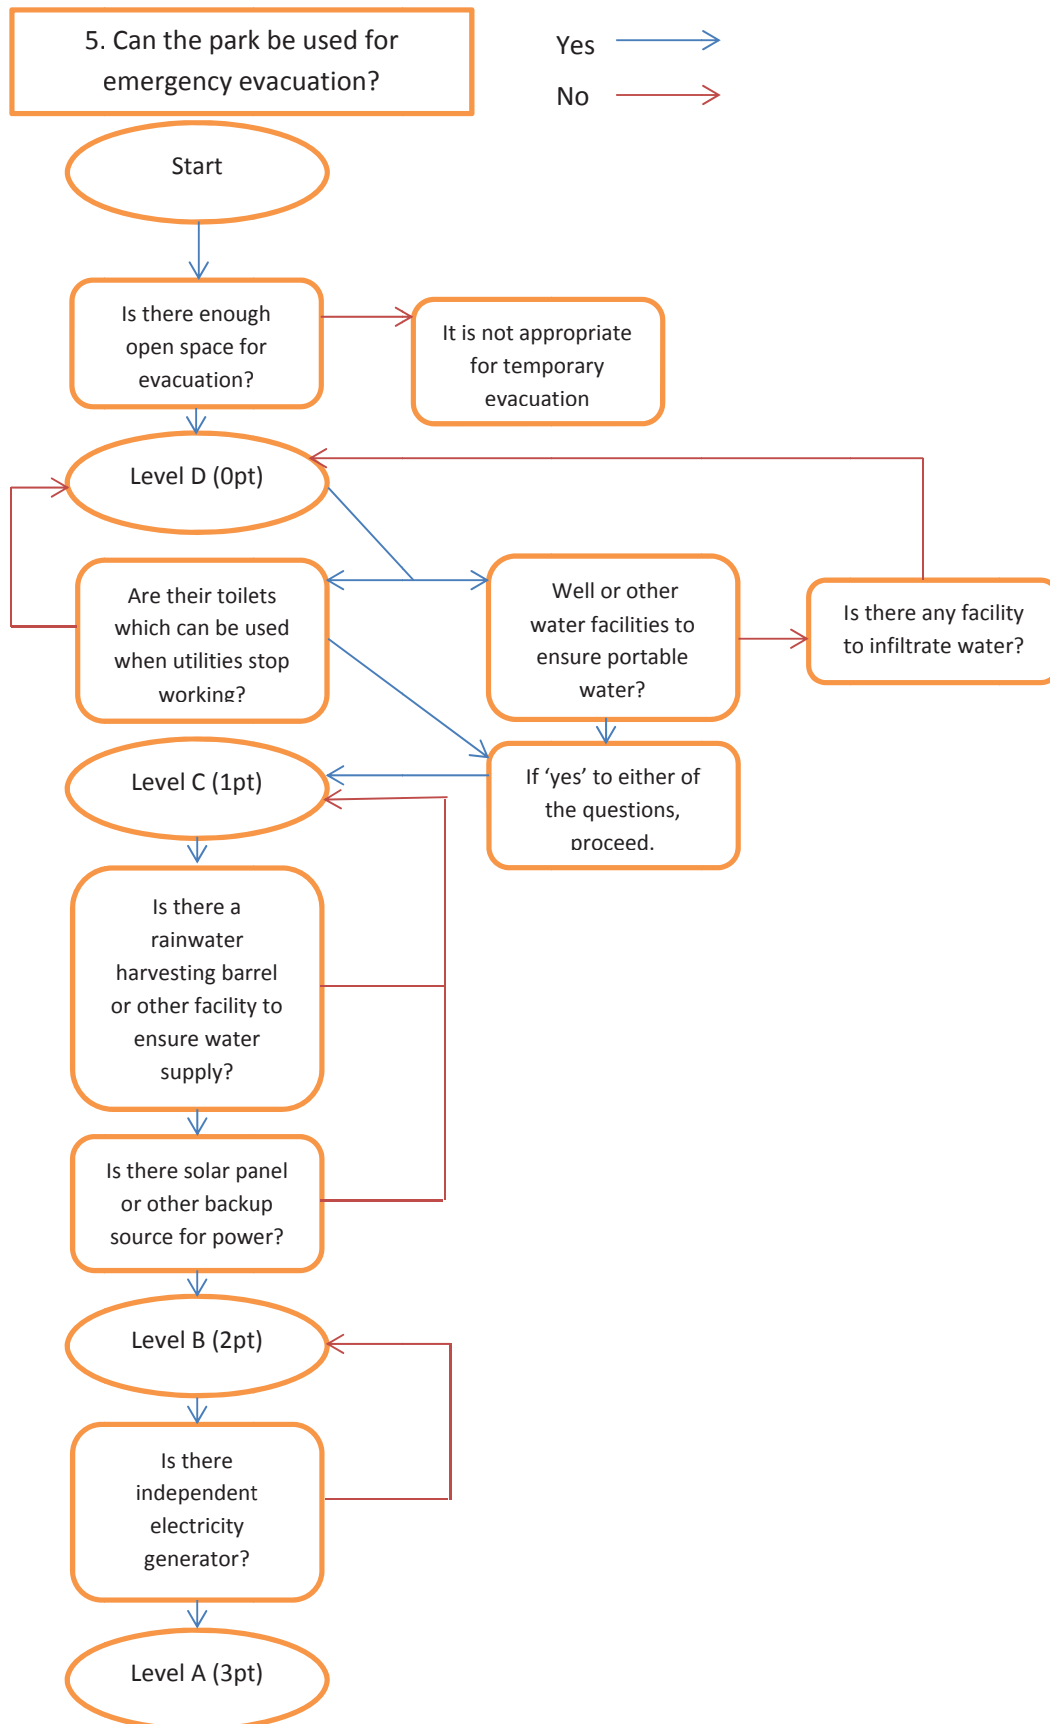 5. Can the park be used for
emergency evacuation?
Yes
No
Start
Is there enough
open space for
evacuation?
It is not appropriate
for temporary
evacuation
Level D (0pt)
Are their toilets
which can be used
when utilities stop
working?
Well or other
water facilities to
ensure portable
water?
Is there any facility
to infiltrate water?
If ‘yes’ to either of
the questions,
proceed.
Level C (1pt)
Is there a
rainwater
harvesting barrel
or other facility to
ensure water
supply?
Is there solar panel
or other backup
source for power?
Level B (2pt)
Is there
independent
electricity
generator?
Level A (3pt)